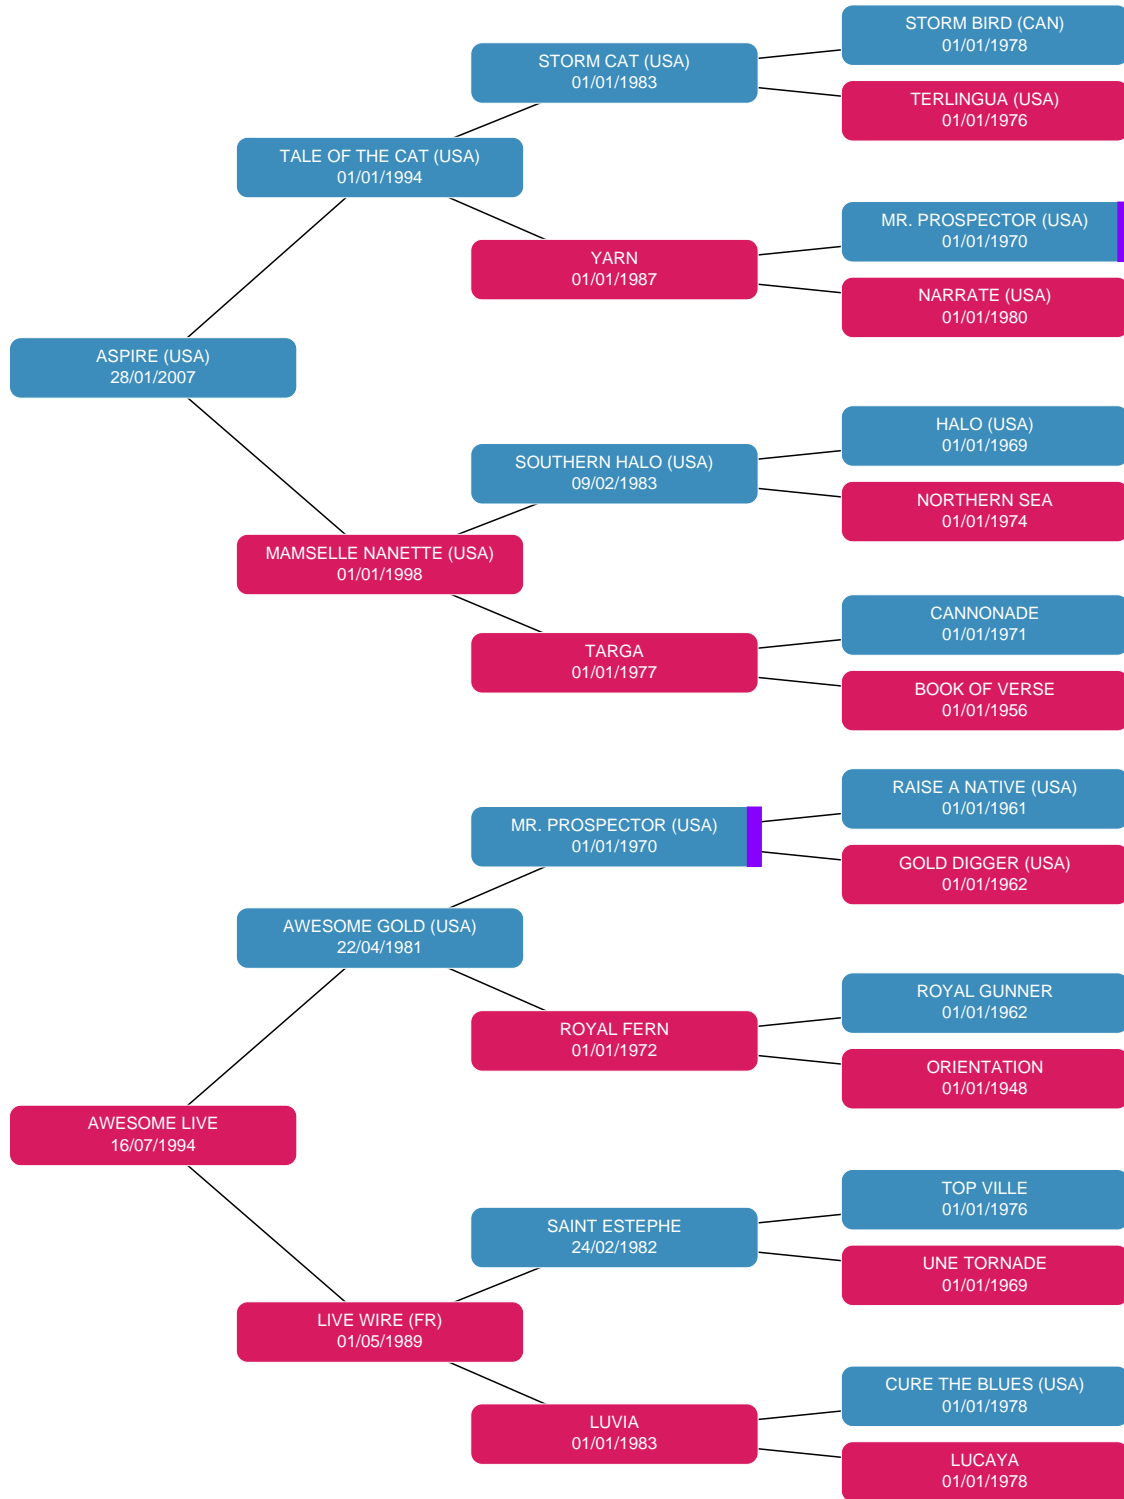 STORM BIRD (CAN)
01/01/1978
STORM CAT (USA)
01/01/1983
TERLINGUA (USA)
01/01/1976
TALE OF THE CAT (USA)
01/01/1994
MR. PROSPECTOR (USA)
01/01/1970
YARN
01/01/1987
NARRATE (USA)
01/01/1980
ASPIRE (USA)
28/01/2007
HALO (USA)
01/01/1969
SOUTHERN HALO (USA)
09/02/1983
NORTHERN SEA
01/01/1974
MAMSELLE NANETTE (USA)
01/01/1998
CANNONADE
01/01/1971
TARGA
01/01/1977
BOOK OF VERSE
01/01/1956
RAISE A NATIVE (USA)
01/01/1961
MR. PROSPECTOR (USA)
01/01/1970
GOLD DIGGER (USA)
01/01/1962
AWESOME GOLD (USA)
22/04/1981
ROYAL GUNNER
01/01/1962
ROYAL FERN
01/01/1972
ORIENTATION
01/01/1948
AWESOME LIVE
16/07/1994
TOP VILLE
01/01/1976
SAINT ESTEPHE
24/02/1982
UNE TORNADE
01/01/1969
LIVE WIRE (FR)
01/05/1989
CURE THE BLUES (USA)
01/01/1978
LUVIA
01/01/1983
LUCAYA
01/01/1978